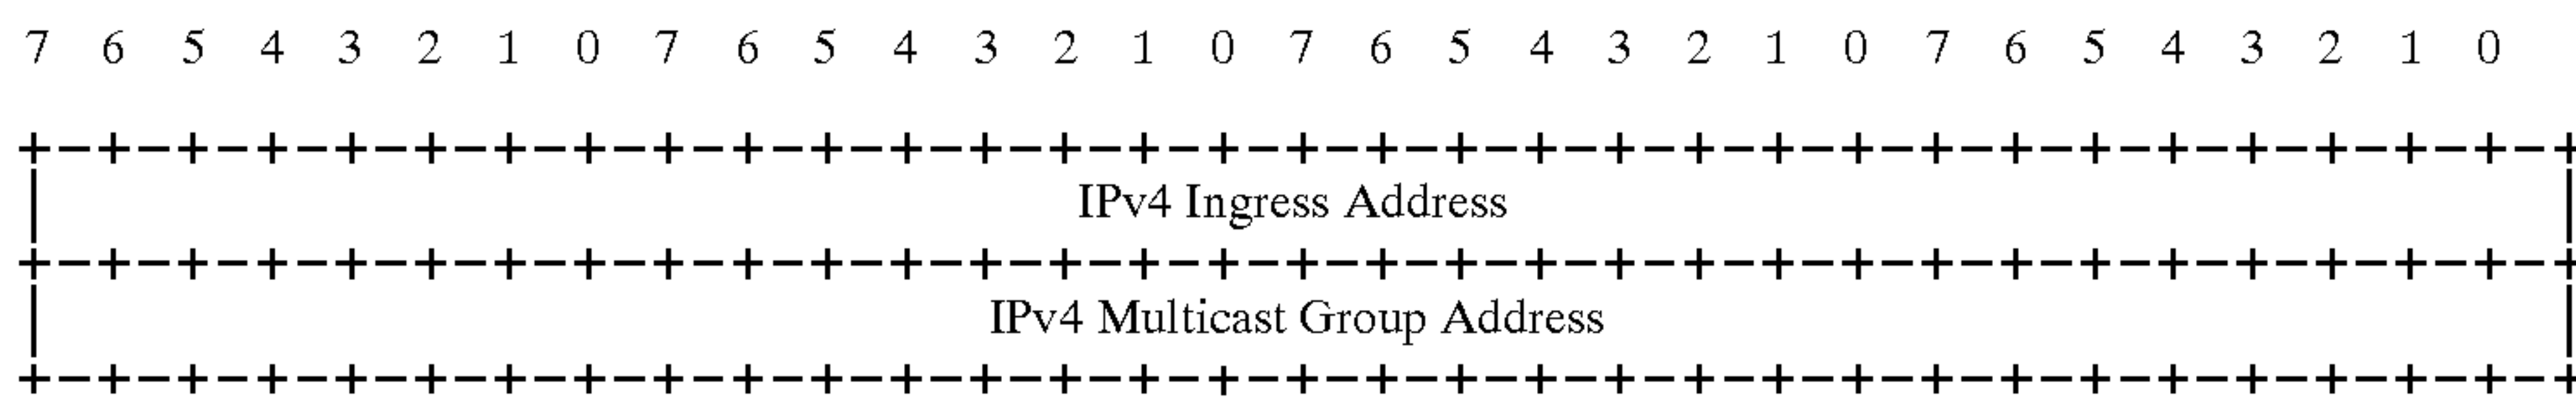 7 6 5 4 3 2 1 0 7 6 5 4 3 2 1 0 7 6 5 4 3 2 1 0 7 6 5 4 3 2 1 0
+-+-+-+-+-+-+-+-+-+-+-+-+-+-+-+-+-+-+-+-+-+-+-+-+-+-+-+-+-+-+-+-+
| IPv4 Ingress Address |
+-+-+-+-+-+-+-+-+-+-+-+-+-+-+-+-+-+-+-+-+-+-+-+-+-+-+-+-+-+-+-+-+
| IPv4 Multicast Group Address |
+-+-+-+-+-+-+-+-+-+-+-+-+-+-+-+-+-+-+-+-+-+-+-+-+-+-+-+-+-+-+-+-+